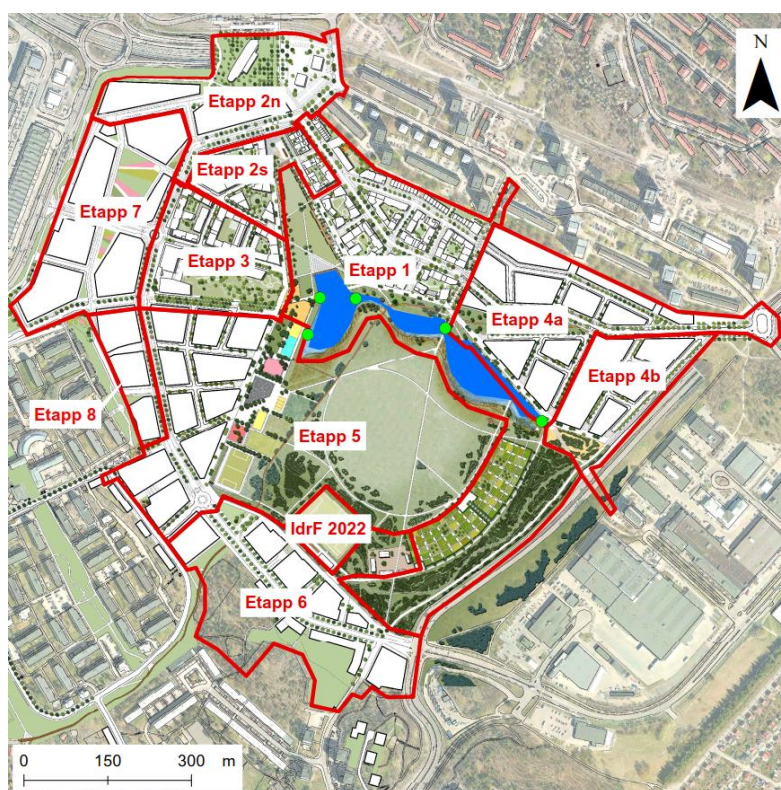 N
Etapp 2n
Etapp 2s
Etapp 7
Etapp 3
Etapp 1
Etapp 4a
Etapp 4b
Etapp 8
Etapp 5
IdrF 2022
Etapp 6
0 150 300 m